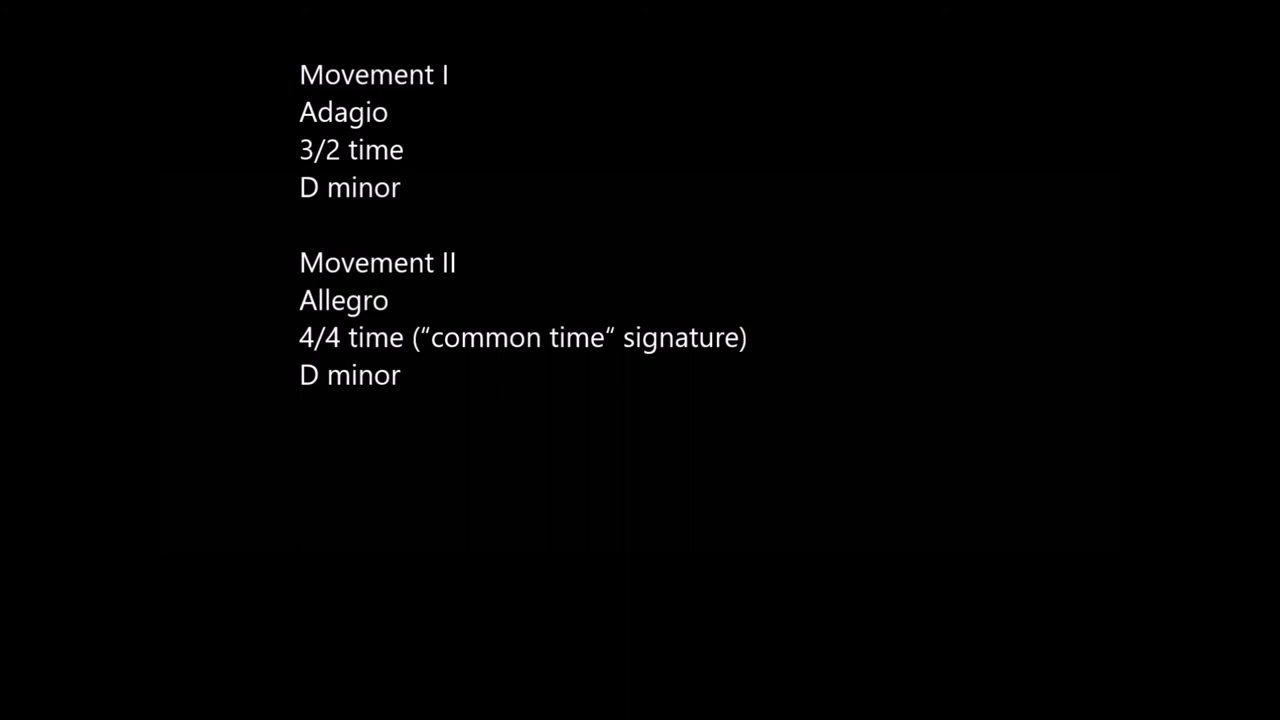 Movement I
Adagio
3/2 time
D minor
Movement II
Allegro
4/4 time (“common time“ signature)
D minor